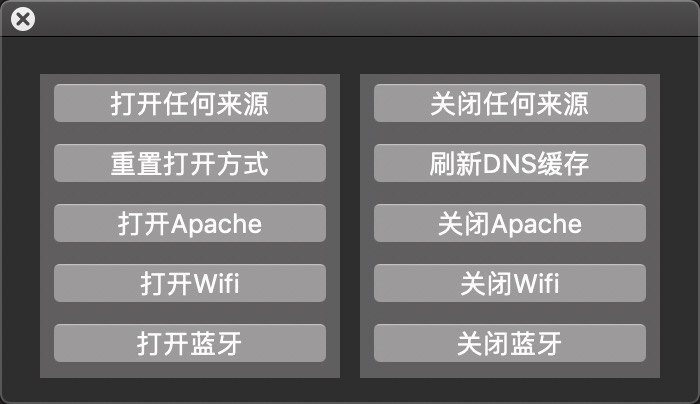 打开任何来源
关闭任何来源
重置打开方式
刷新DNS缓存
打开Apache
关闭Apache
打开Wifi
关闭Wifi
打开蓝牙
关闭蓝牙